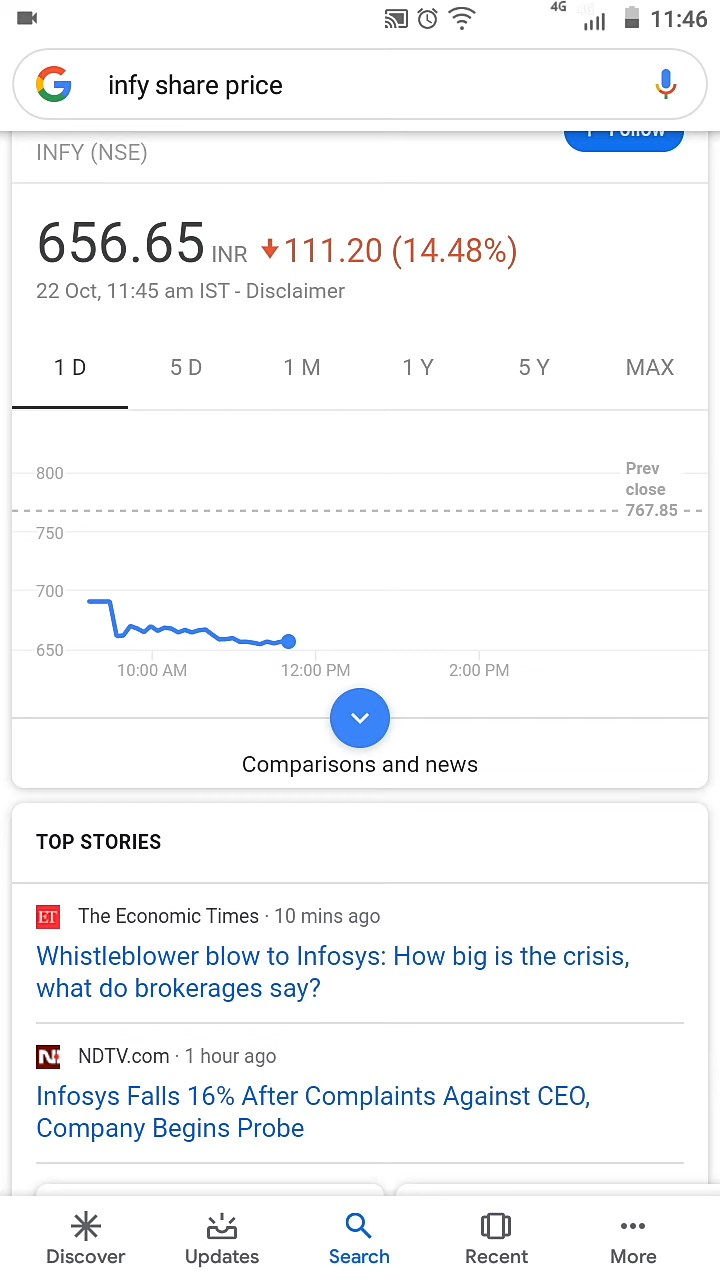 4G 11:46
infy share price
Follow
INFY (NSE)
656.65 INR 111.20 (14.48%)
22 Oct, 11:45 am IST - Disclaimer
1 D 5 D 1 M 1 Y 5 Y MAX
800
Prev
close
767.85
750
700
650
10:00 AM 12:00 PM 2:00 PM
Comparisons and news
TOP STORIES
ET The Economic Times · 10 mins ago
Whistleblower blow to Infosys: How big is the crisis,
what do brokerages say?
NDTV.com · 1 hour ago
Infosys Falls 16% After Complaints Against CEO,
Company Begins Probe
Discover Updates Search Recent More